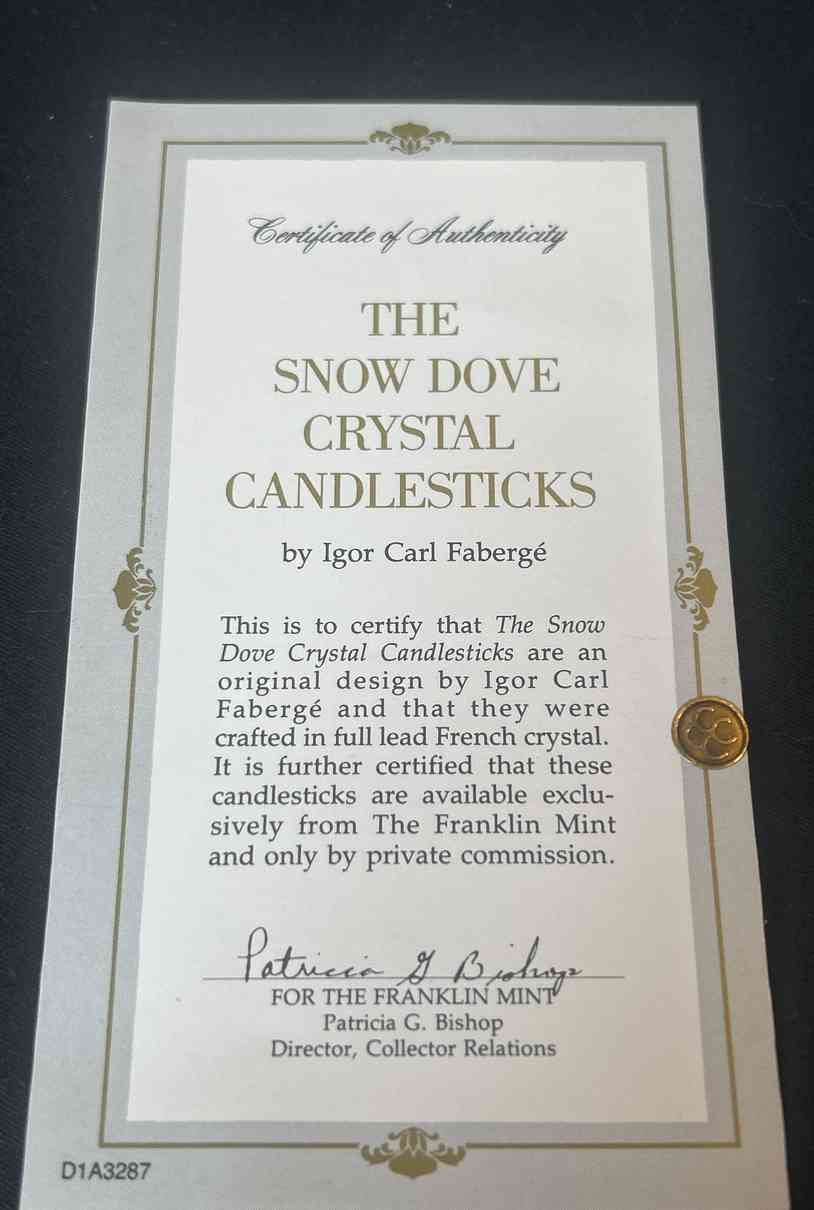 Certificate of Authenticity
THE
SNOW DOVE
CRYSTAL
CANDLESTICKS
by Igor Carl Fabergé
This is to certify that The Snow
Dove Crystal Candlesticks are an
original design by Igor Carl
Fabergé and that they were
crafted in full lead French crystal.
It is further certified that these
candlesticks are available exclu-
sively from The Franklin Mint
and only by private commission.
Patricia G Bishop
FOR THE FRANKLIN MINT
Patricia G. Bishop
Director, Collector Relations
D1A3287